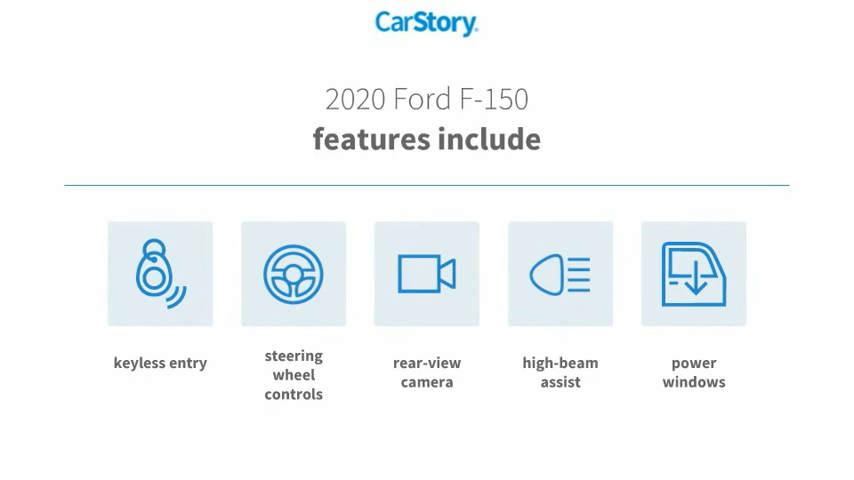 CarStory.
2020 Ford F-150
features include
keyless entry
steering
wheel
controls
rear-view
camera
high-beam
assist
power
windows